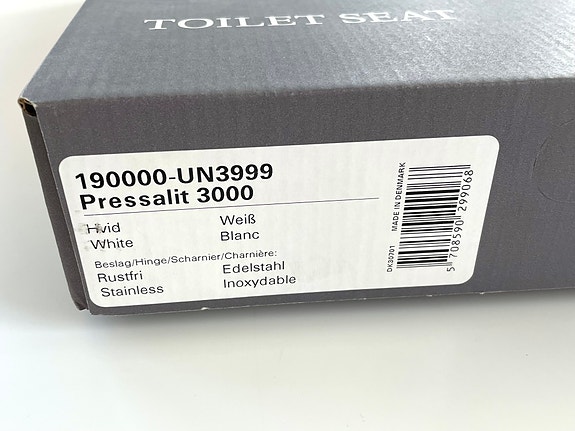 TOILET SEAT
190000-UN3999
Pressalit 3000
Hvid Weiß
White Blanc
Beslag/Hinge/Scharnier/Charnière:
Rustfri Edelstahl
Stainless Inoxydable
DK30701 MADE IN DENMARK
5 708590 299068